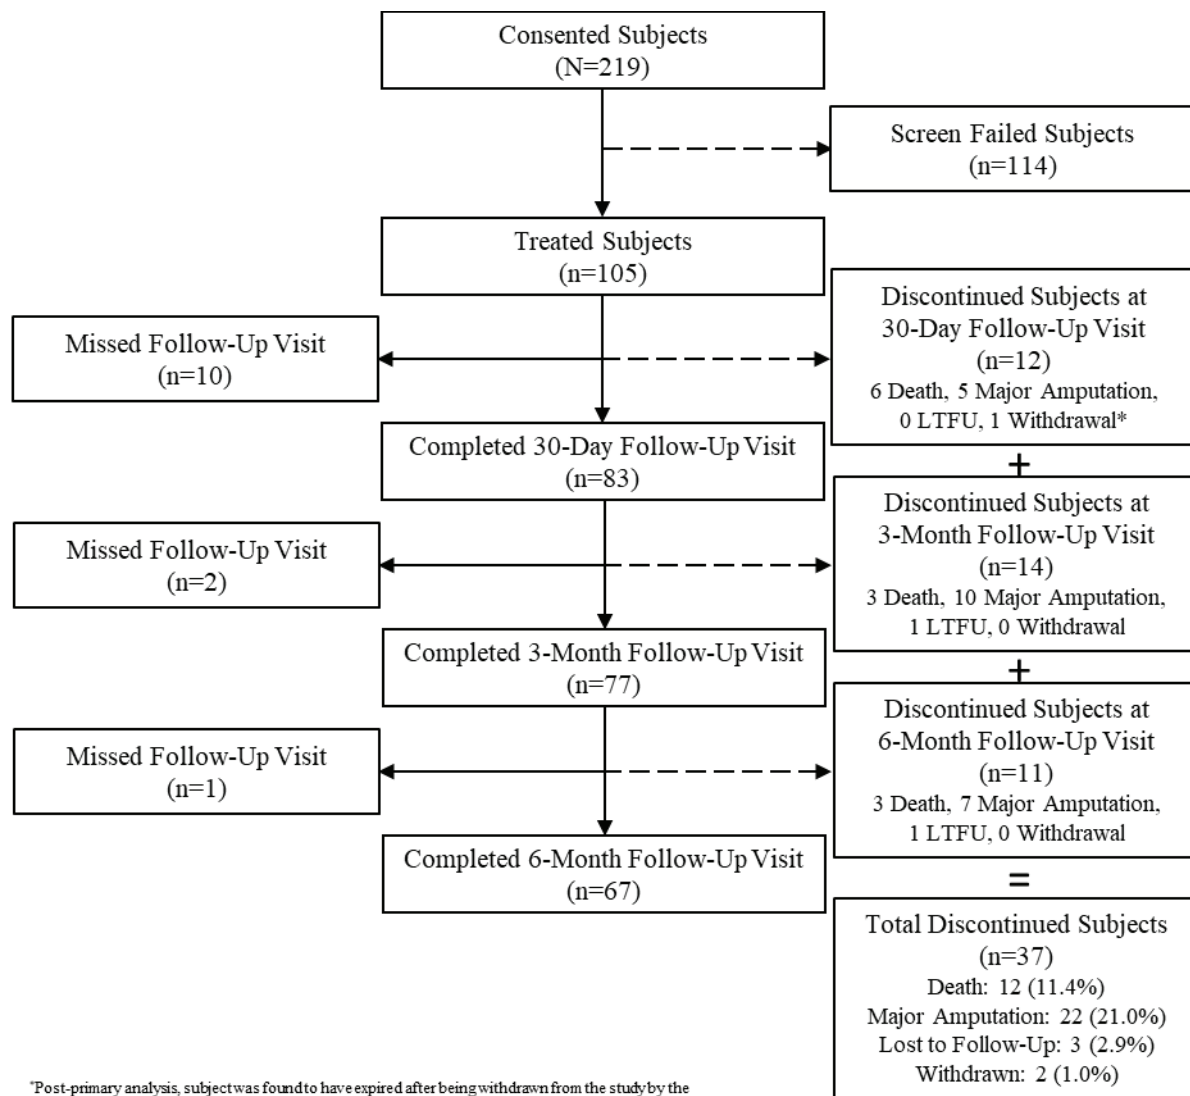 Consented Subjects
(N=219)
Screen Failed Subjects
(n=114)
Treated Subjects
(n=105)
Discontinued Subjects at
30-Day Follow-Up Visit
(n=12)
6 Death, 5 Major Amputation,
0 LTFU, 1 Withdrawal*
Missed Follow-Up Visit
(n=10)
Completed 30-Day Follow-Up Visit
(n=83)
+
Discontinued Subjects at
3-Month Follow-Up Visit
(n=14)
3 Death, 10 Major Amputation,
1 LTFU, 0 Withdrawal
Missed Follow-Up Visit
(n=2)
Completed 3-Month Follow-Up Visit
(n=77)
+
Discontinued Subjects at
6-Month Follow-Up Visit
(n=11)
3 Death, 7 Major Amputation,
1 LTFU, 0 Withdrawal
Missed Follow-Up Visit
(n=1)
Completed 6-Month Follow-Up Visit
(n=67)
=
Total Discontinued Subjects
(n=37)
Death: 12 (11.4%)
Major Amputation: 22 (21.0%)
Lost to Follow-Up: 3 (2.9%)
Withdrawn: 2 (1.0%)
*Post-primary analysis, subject was found to have expired after being withdrawn from the study by the